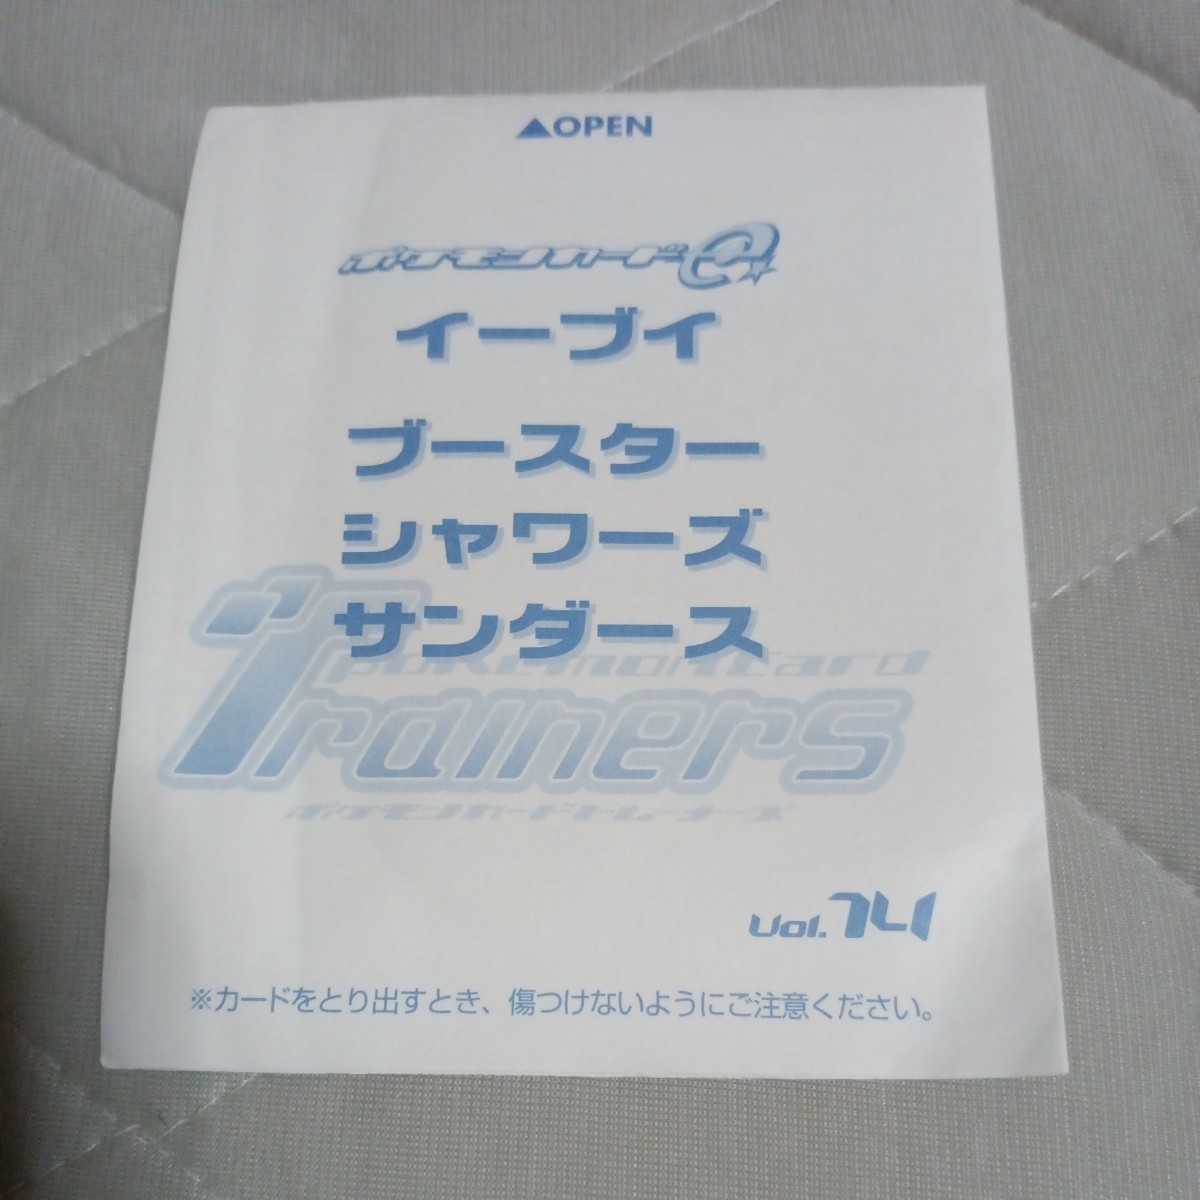 ▲OPEN
ポケモンカードe
イーブイ
ブースター
シャワーズ
サンダース
pokémon card
Trainers
ポケモンカードトレーナーズ
Vol.14
※カードをとり出すとき、傷つけないようにご注意ください。